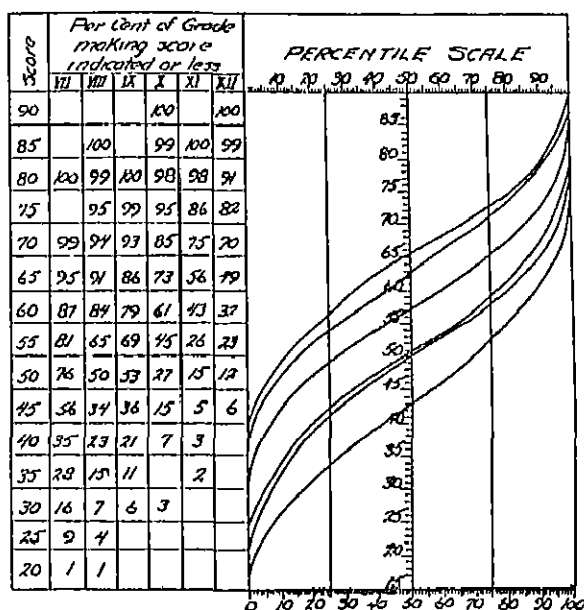 Score
Per Cent of Grade
making score
indicated or less
VII VIII IX X XI XII
90 100 100
85 100 99 100 99
80 100 99 100 98 98 91
75 95 99 95 86 82
70 99 94 93 85 75 70
65 95 91 86 73 56 49
60 87 84 79 61 43 37
55 81 65 69 45 26 23
50 76 50 53 27 15 12
45 56 34 36 15 5 6
40 35 23 21 7 3
35 28 15 11 2
30 16 7 6 3
25 9 4
20 1 1
PERCENTILE SCALE
10 20 30 40 50 60 70 80 90
85
85
75
70
65
60
55
50
45
40
35
30
25
20
15
0 10 20 30 40 50 60 70 80 90 100